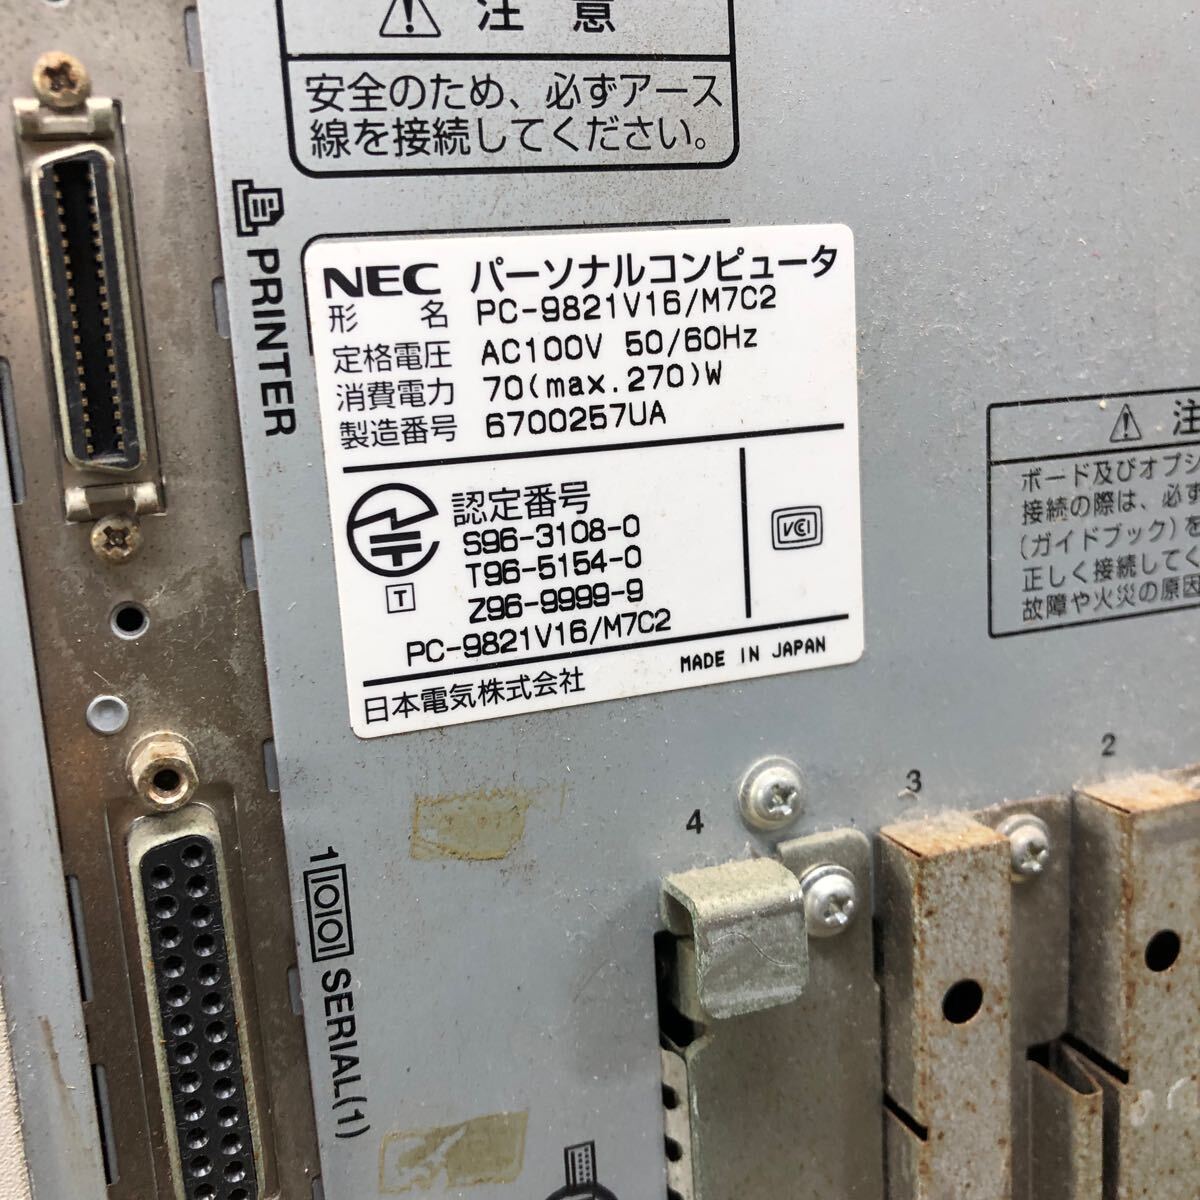 注 意
安全のため、必ずアース
線を接続してください。
PRINTER
NEC パーソナルコンピュータ
形 名 PC-9821V16/M7C2
定格電圧 AC100V 50/60Hz
消費電力 70(max.270)W
製造番号 6700257UA
認定番号
S96-3108-0
T96-5154-0
Z96-9999-9
T
PC-9821V16/M7C2
VCI
日本電気株式会社 MADE IN JAPAN
注
ボード及びオプシ
接続の際は、必ず
(ガイドブック)を
正しく接続してく
故障や火災の原因
1 SERIAL(1)
4
3
2